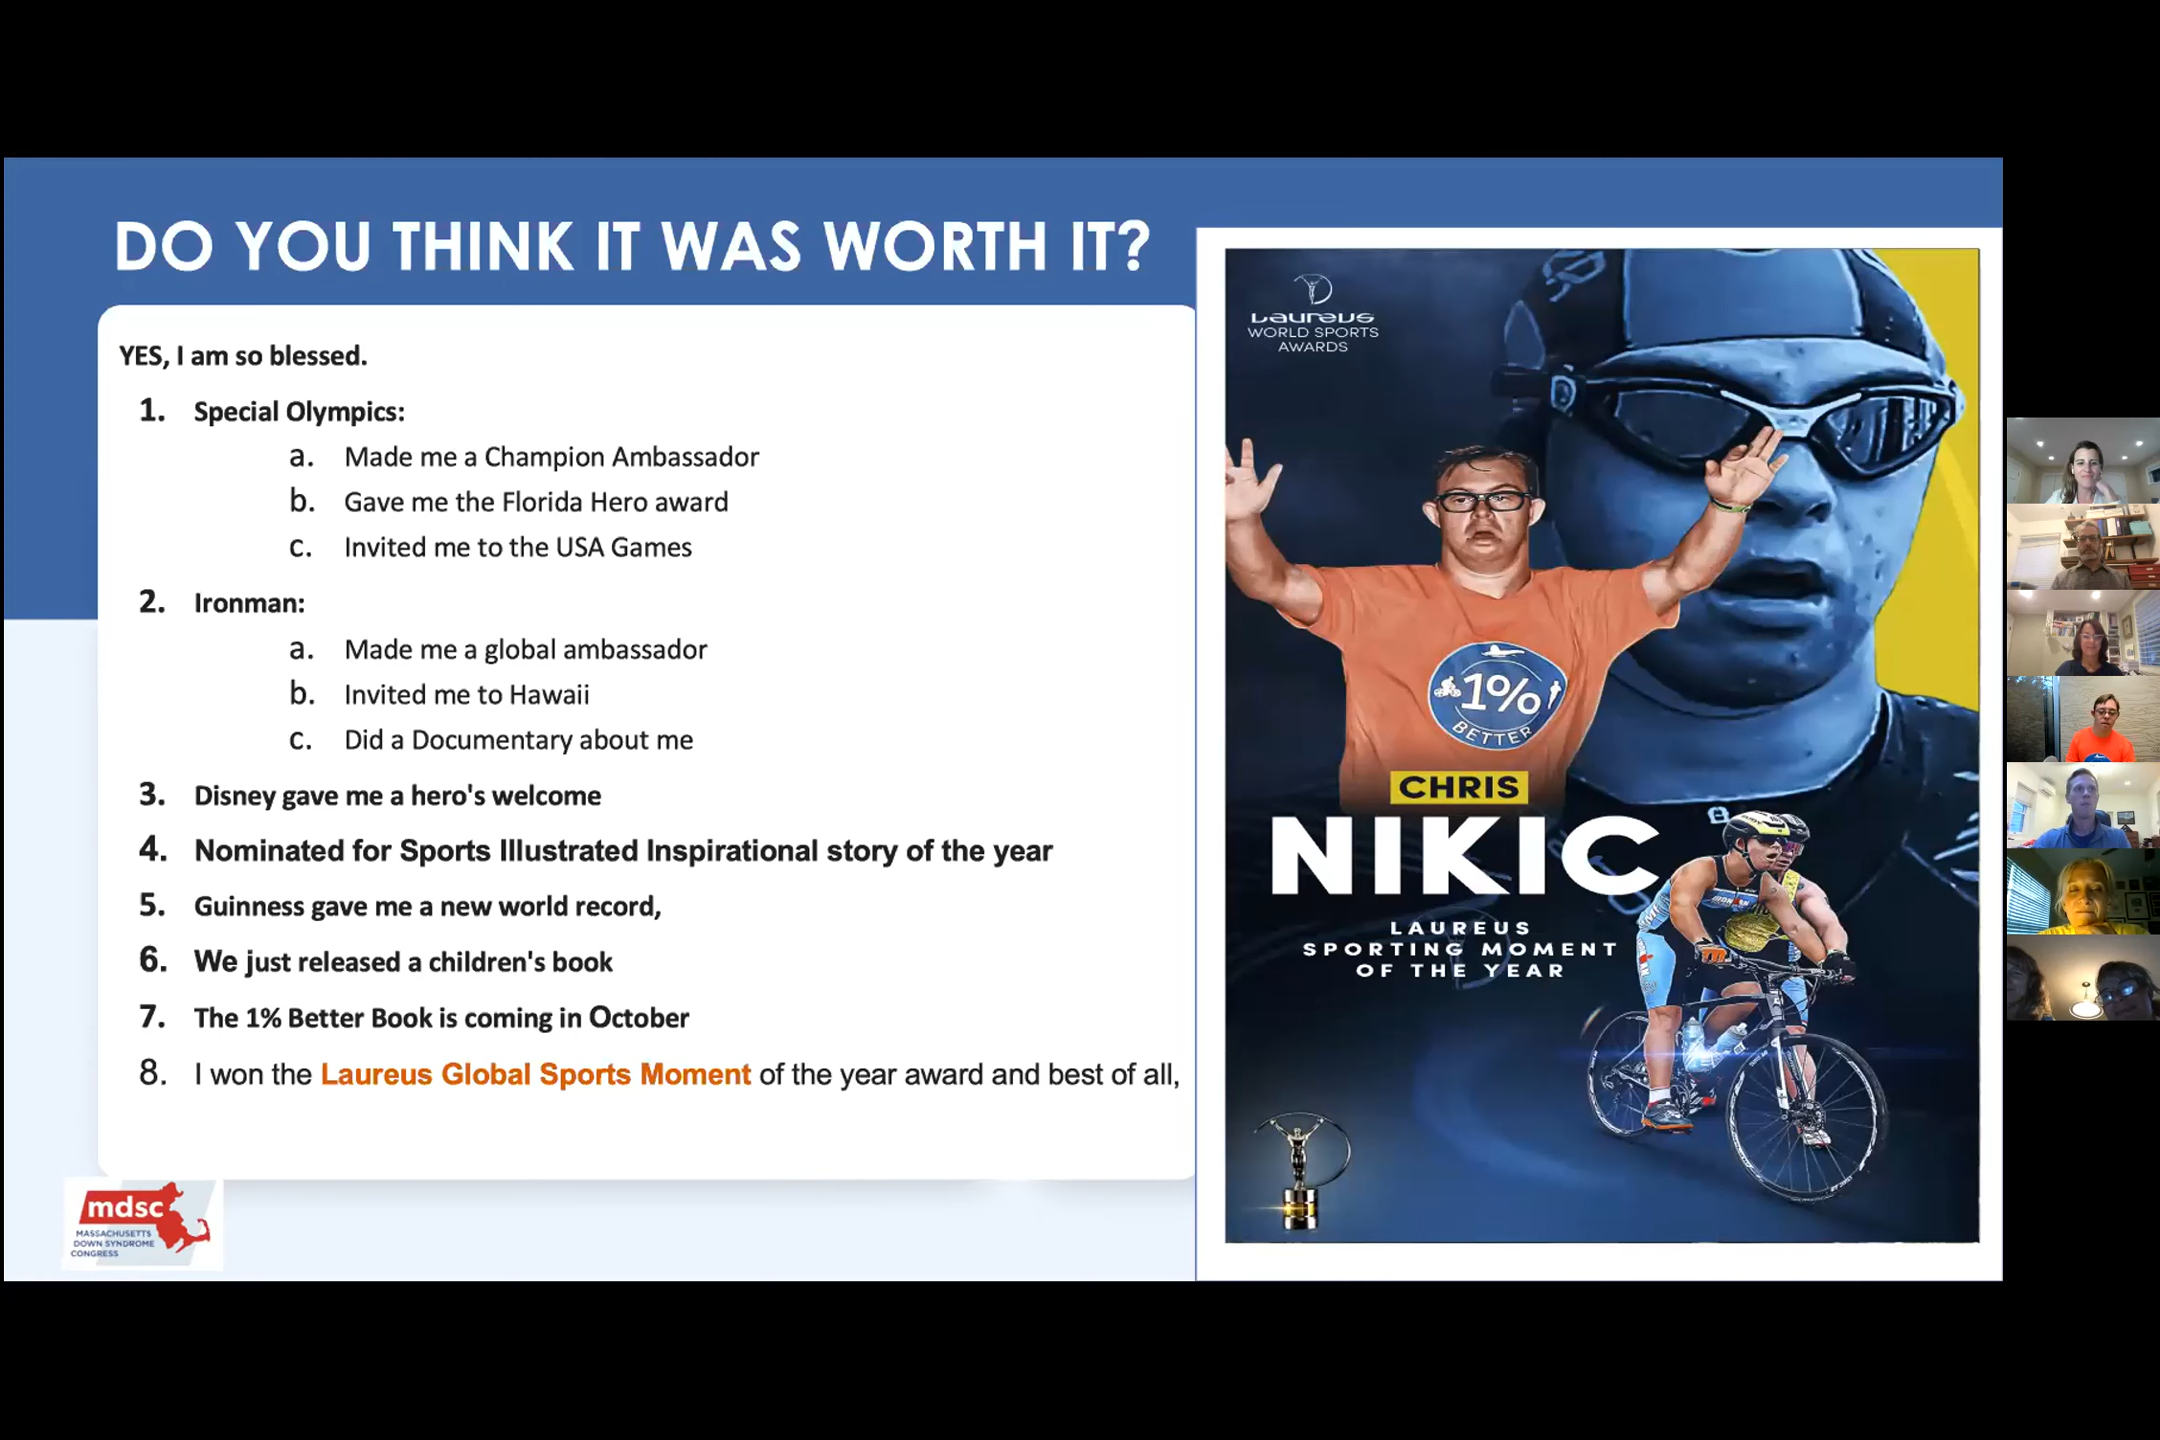 DO YOU THINK IT WAS WORTH IT?
YES, I am so blessed.
1. Special Olympics:
a. Made me a Champion Ambassador
b. Gave me the Florida Hero award
c. Invited me to the USA Games
2. Ironman:
a. Made me a global ambassador
b. Invited me to Hawaii
c. Did a Documentary about me
3. Disney gave me a hero's welcome
4. Nominated for Sports Illustrated Inspirational story of the year
5. Guinness gave me a new world record,
6. We just released a children's book
7. The 1% Better Book is coming in October
8. I won the Laureus Global Sports Moment of the year award and best of all,
mdsc
MASSACHUSETTS
DOWN SYNDROME
CONGRESS
Laureus
WORLD SPORTS
AWARDS
1%
BETTER
CHRIS
NIKIC
LAUREUS
SPORTING MOMENT
OF THE YEAR